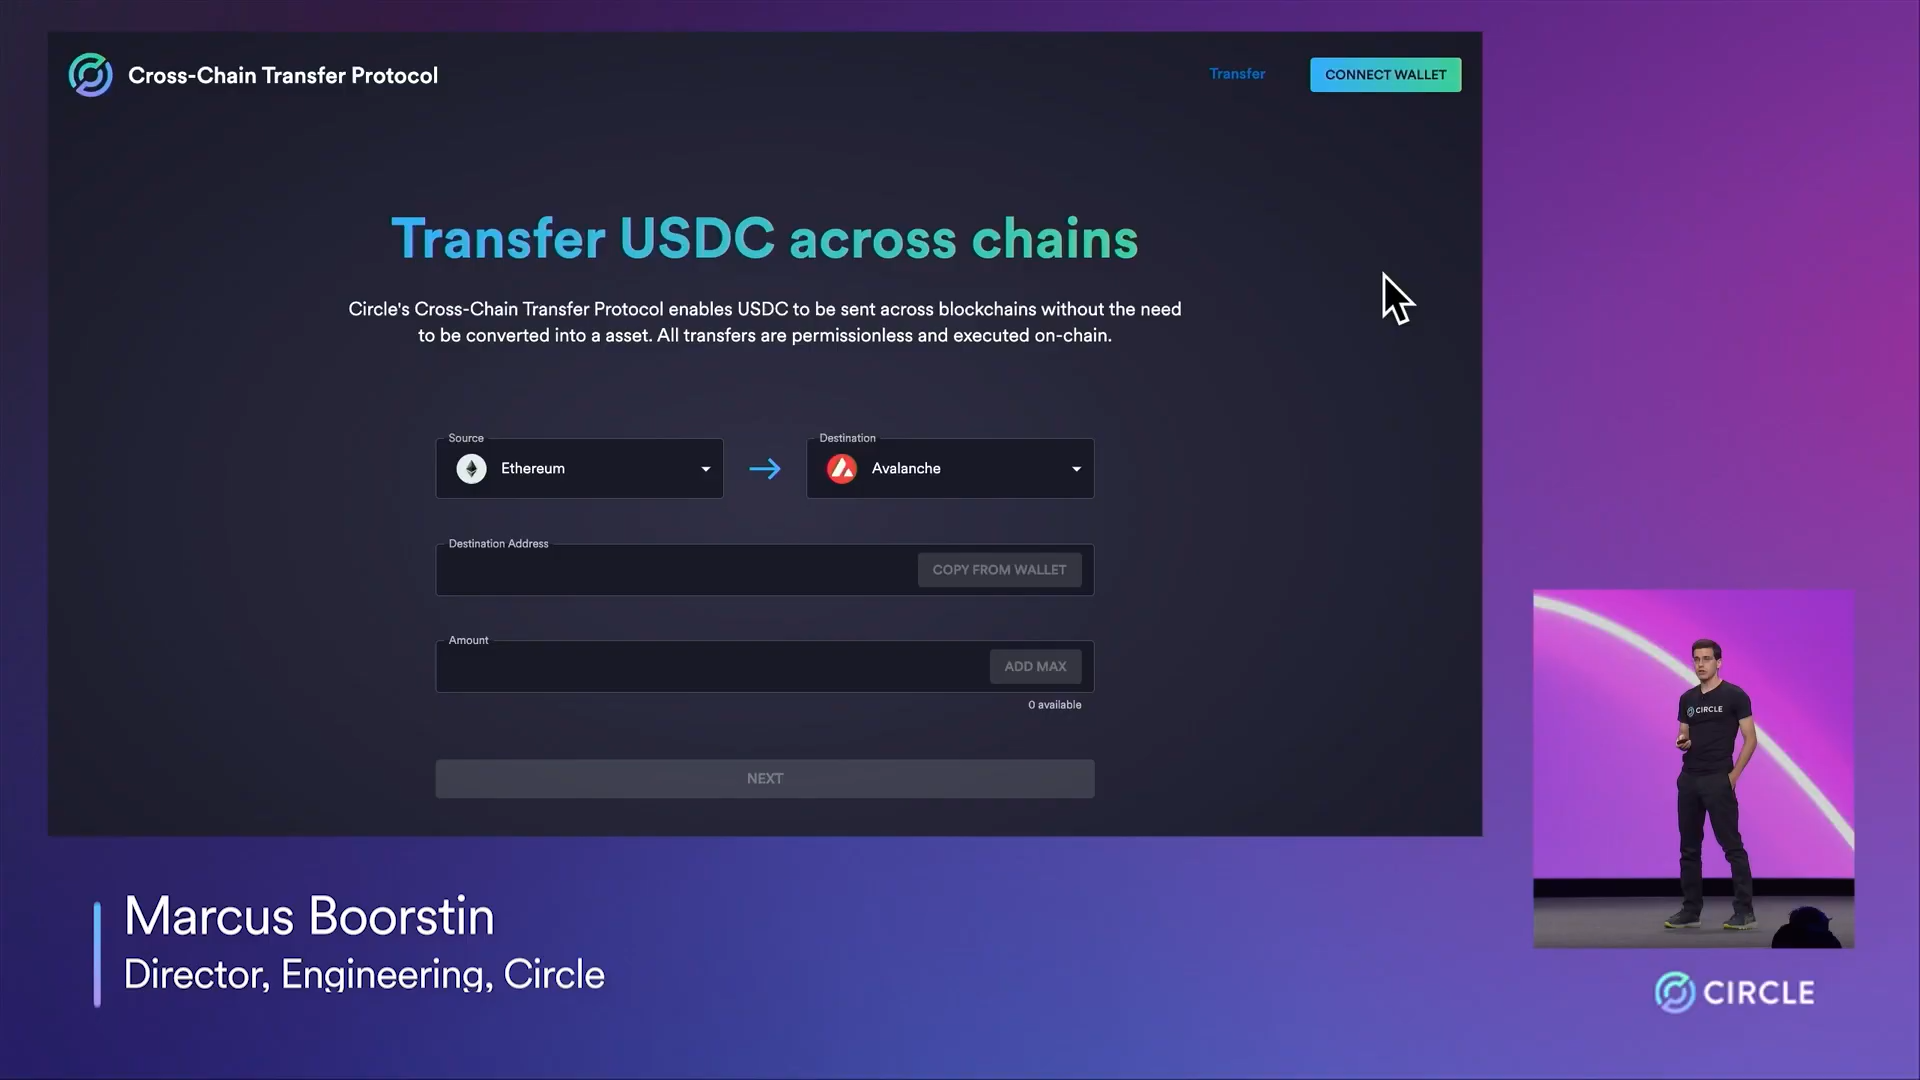 Cross-Chain Transfer Protocol
Transfer
CONNECT WALLET
Transfer USDC across chains
Circle's Cross-Chain Transfer Protocol enables USDC to be sent across blockchains without the need
to be converted into a asset. All transfers are permissionless and executed on-chain.
Source
Ethereum
Destination
Avalanche
Destination Address
COPY FROM WALLET
Amount
ADD MAX
0 available
NEXT
CIRCLE
Marcus Boorstin
Director, Engineering, Circle
CIRCLE